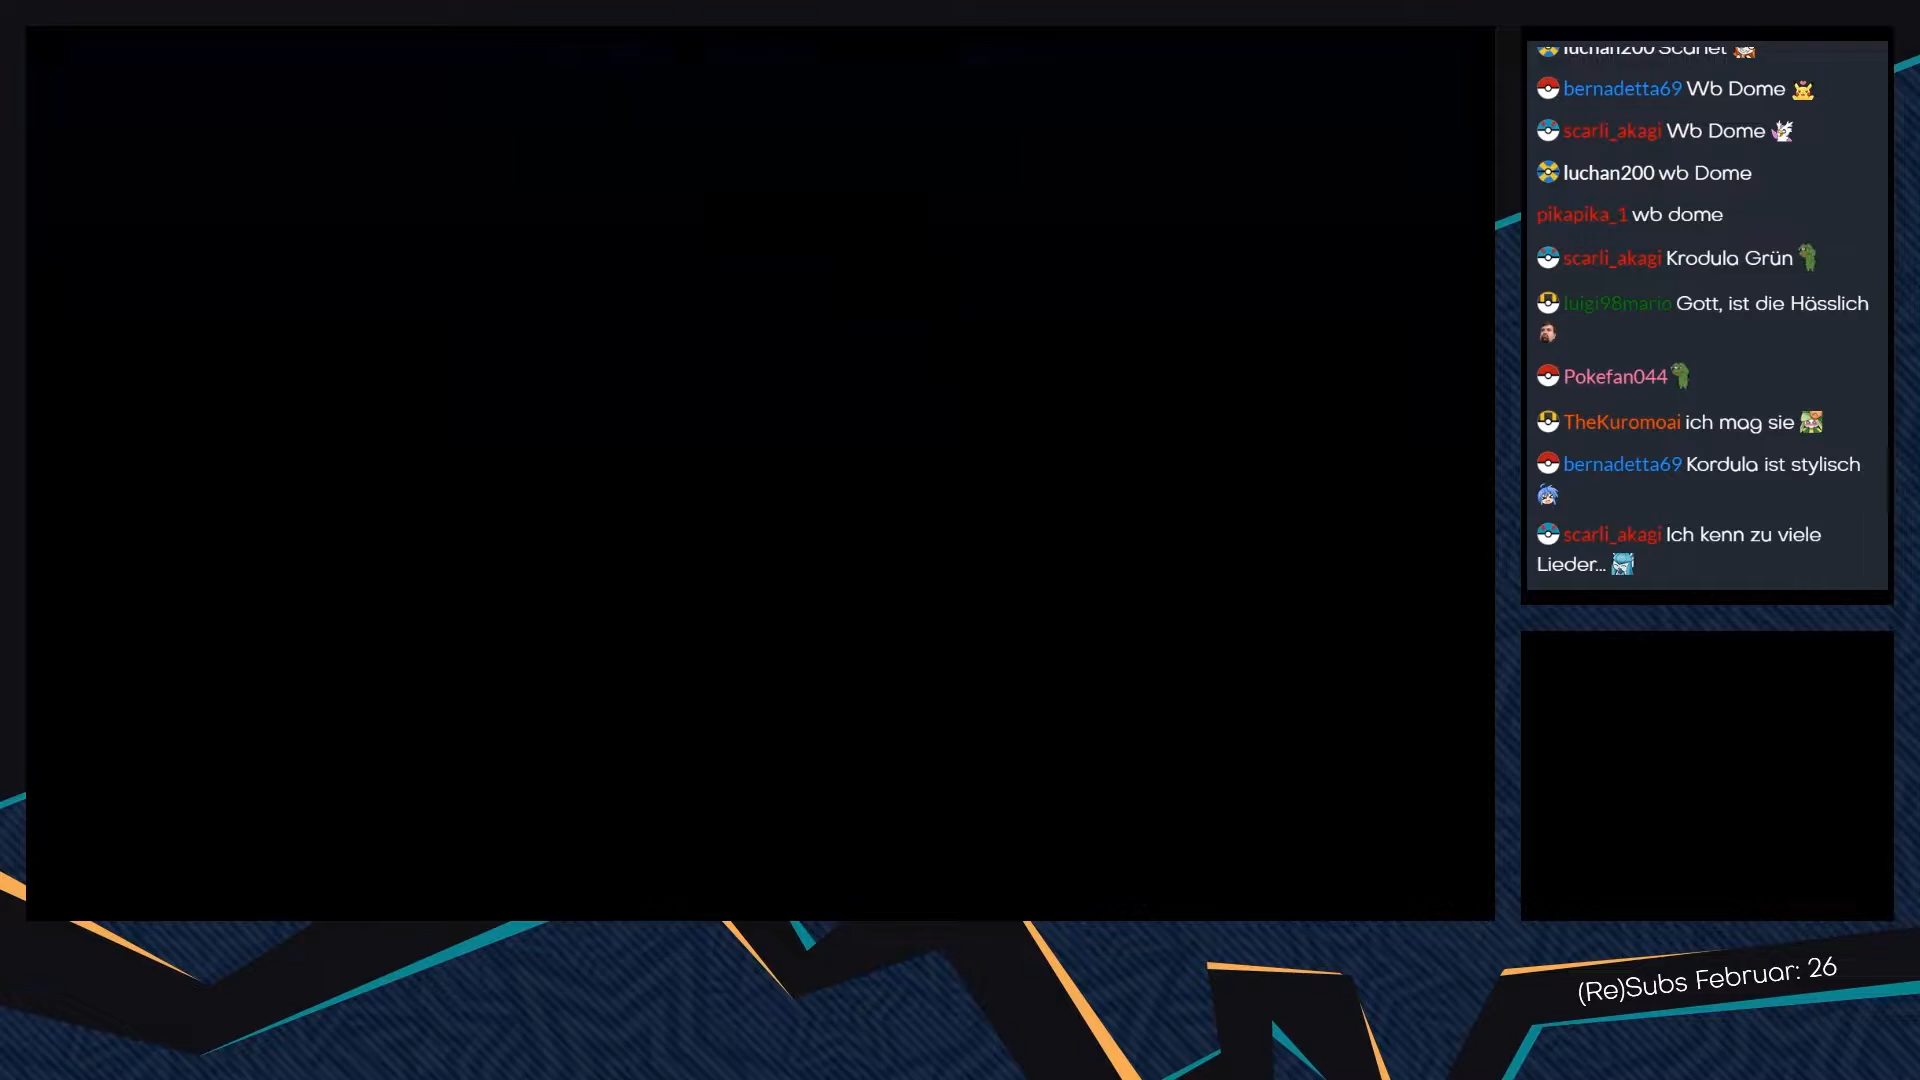 luchan200 Scarlet
bernadetta69 Wb Dome
scarli_akagi Wb Dome
luchan200 wb Dome
pikapika_1 wb dome
scarli_akagi Krodula Grün
luigi98mario Gott, ist die Hässlich
Pokefan044
TheKuromoai ich mag sie
bernadetta69 Kordula ist stylisch
scarli_akagi Ich kenn zu viele
Lieder...
(Re)Subs Februar: 26